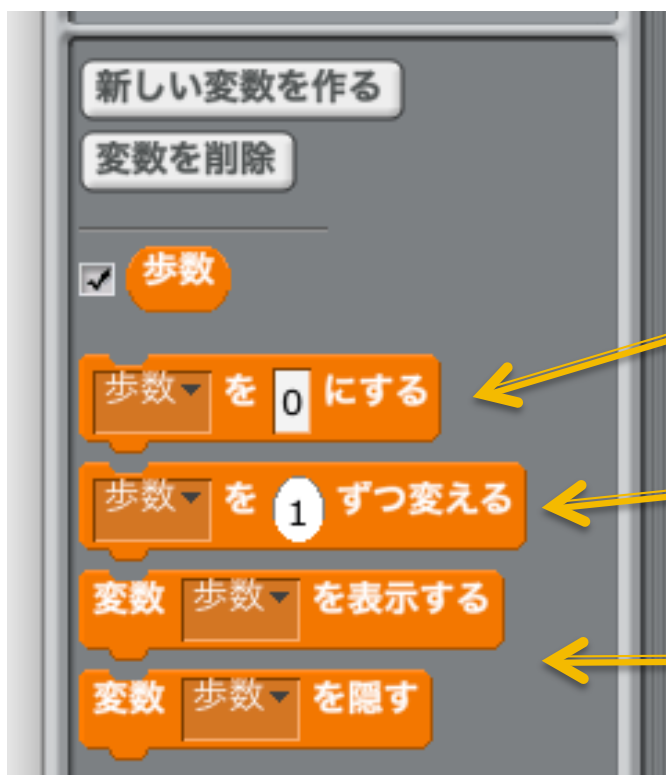 新しい変数を作る
変数を削除
歩数
歩数 を 0 にする
歩数 を 1 ずつ変える
変数 歩数 を表示する
変数 歩数 を隠す